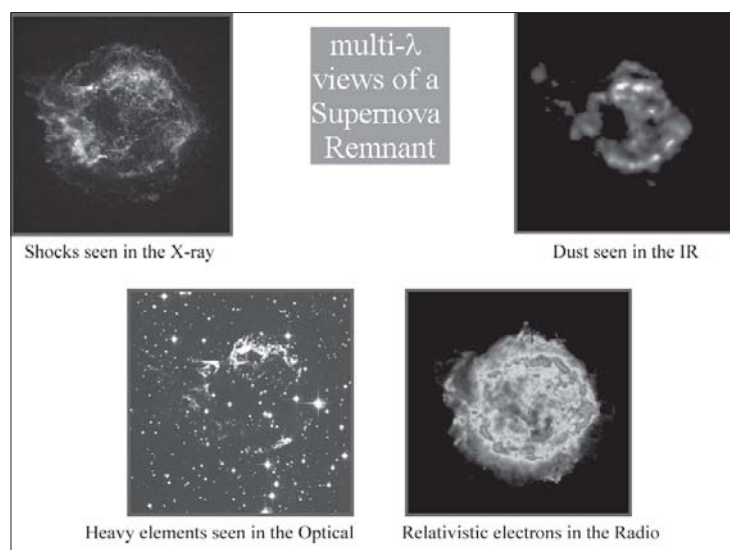 multi-λ
views of a
Supernova
Remnant
Shocks seen in the X-ray
Dust seen in the IR
Heavy elements seen in the Optical
Relativistic electrons in the Radio